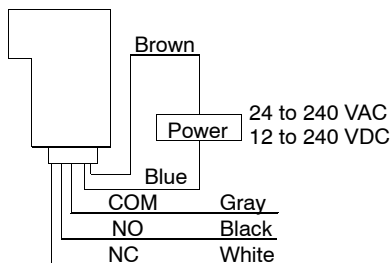 Brown
24 to 240 VAC
Power
12 to 240 VDC
Blue
COM Gray
NO Black
NC White